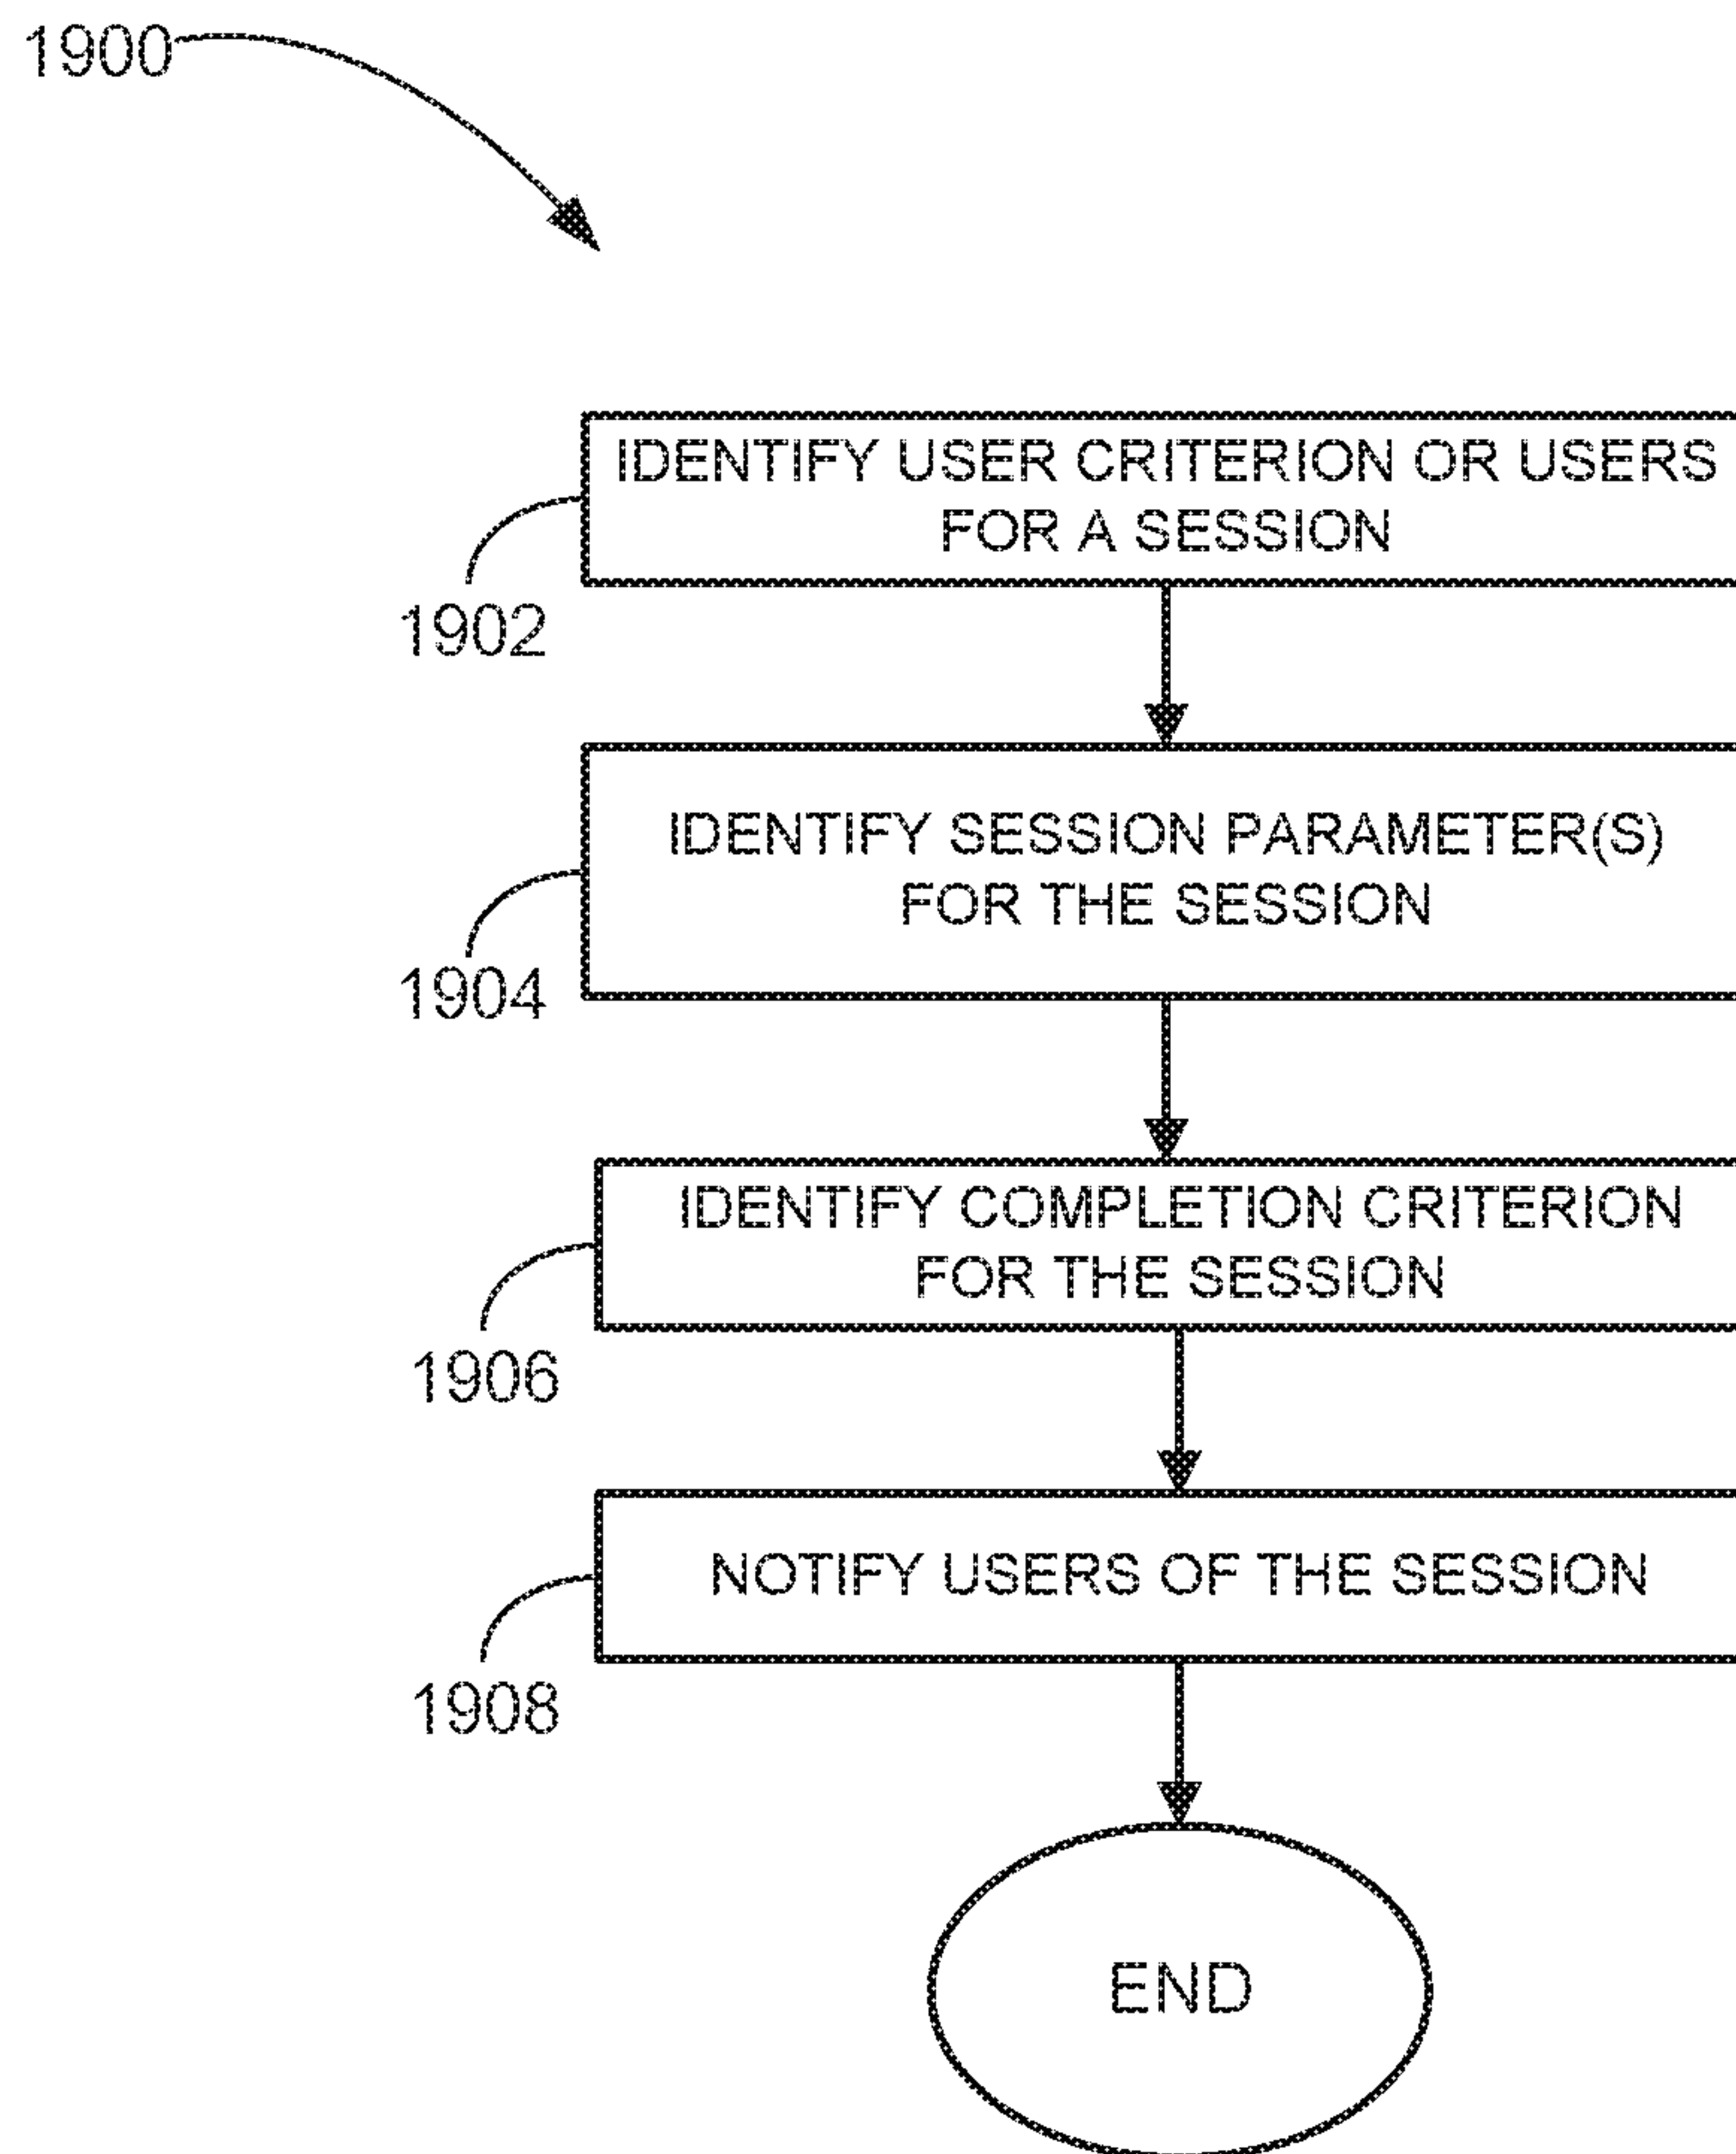 1900
IDENTIFY USER CRITERION OR USERS
FOR A SESSION
1902
IDENTIFY SESSION PARAMETER(S)
FOR THE SESSION
1904
IDENTIFY COMPLETION CRITERION
FOR THE SESSION
1906
NOTIFY USERS OF THE SESSION
1908
END